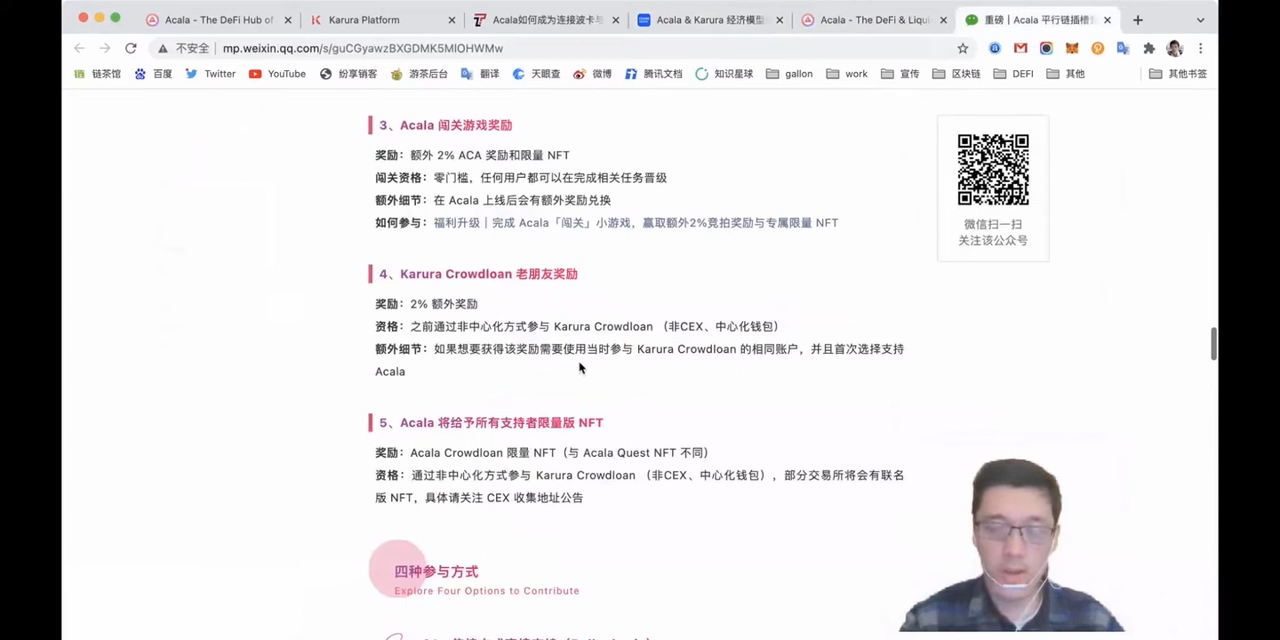 Acala - The DeFi Hub of
Karura Platform
Acala如何成为连接波卡与
Acala & Karura 经济模型
Acala - The DeFi & Liqui
重磅｜Acala 平行链插槽
不安全
mp.weixin.qq.com/s/guCGyawzBXGDMK5MlOHWMw
链茶馆
百度
Twitter
YouTube
纷享销客
游茶后台
翻译
天眼查
微博
腾讯文档
知识星球
gallon
work
宣传
区块链
DEFI
其他
其他书签
3、Acala 闯关游戏奖励
奖励：额外 2% ACA 奖励和限量 NFT
闯关资格：零门槛，任何用户都可以在完成相关任务晋级
额外细节：在 Acala 上线后会有额外奖励兑换
如何参与：福利升级｜完成 Acala「闯关」小游戏，赢取额外2%竞拍奖励与专属限量 NFT
微信扫一扫
关注该公众号
4、Karura Crowdloan 老朋友奖励
奖励：2% 额外奖励
资格：之前通过非中心化方式参与 Karura Crowdloan （非CEX、中心化钱包）
额外细节：如果想要获得该奖励需要使用当时参与 Karura Crowdloan 的相同账户，并且首次选择支持
Acala
5、Acala 将给予所有支持者限量版 NFT
奖励：Acala Crowdloan 限量 NFT（与 Acala Quest NFT 不同）
资格：通过非中心化方式参与 Karura Crowdloan （非CEX、中心化钱包），部分交易所将会有联名
版 NFT，具体请关注 CEX 收集地址公告
四种参与方式
Explore Four Options to Contribute